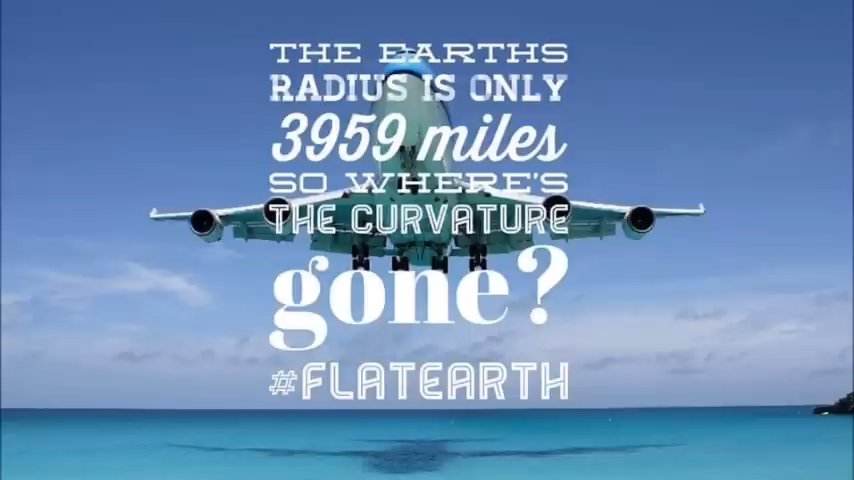 THE EARTHS
RADIUS IS ONLY
3959 miles
SO WHERE'S
THE CURVATURE
gone?
#FLATEARTH